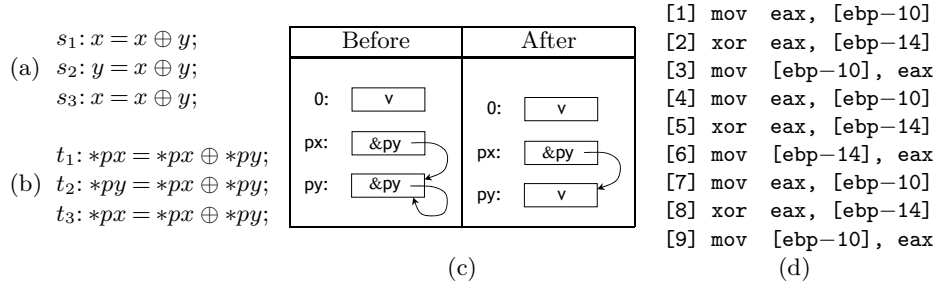 (a)
s₁: x = x ⊕ y;
s₂: y = x ⊕ y;
s₃: x = x ⊕ y;
(b)
t₁: *px = *px ⊕ *py;
t₂: *py = *px ⊕ *py;
t₃: *px = *px ⊕ *py;
Before After
0: v
px: &py
py: &py
0: v
px: &py
py: v
(c)
[1] mov eax, [ebp−10]
[2] xor eax, [ebp−14]
[3] mov [ebp−10], eax
[4] mov eax, [ebp−10]
[5] xor eax, [ebp−14]
[6] mov [ebp−14], eax
[7] mov eax, [ebp−10]
[8] xor eax, [ebp−14]
[9] mov [ebp−10], eax
(d)